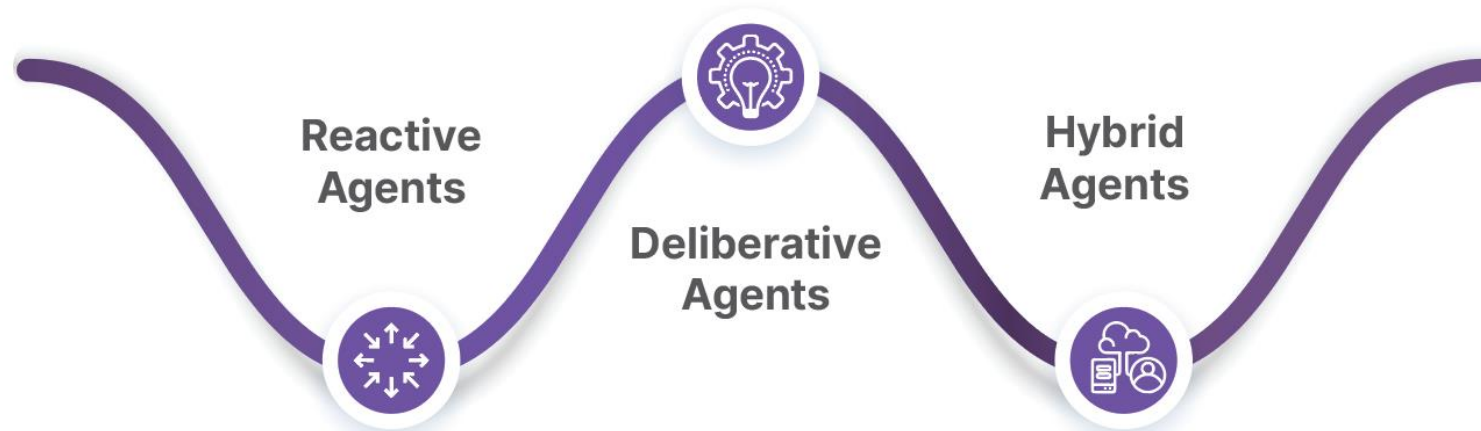 Reactive
Agents
Deliberative
Agents
Hybrid
Agents